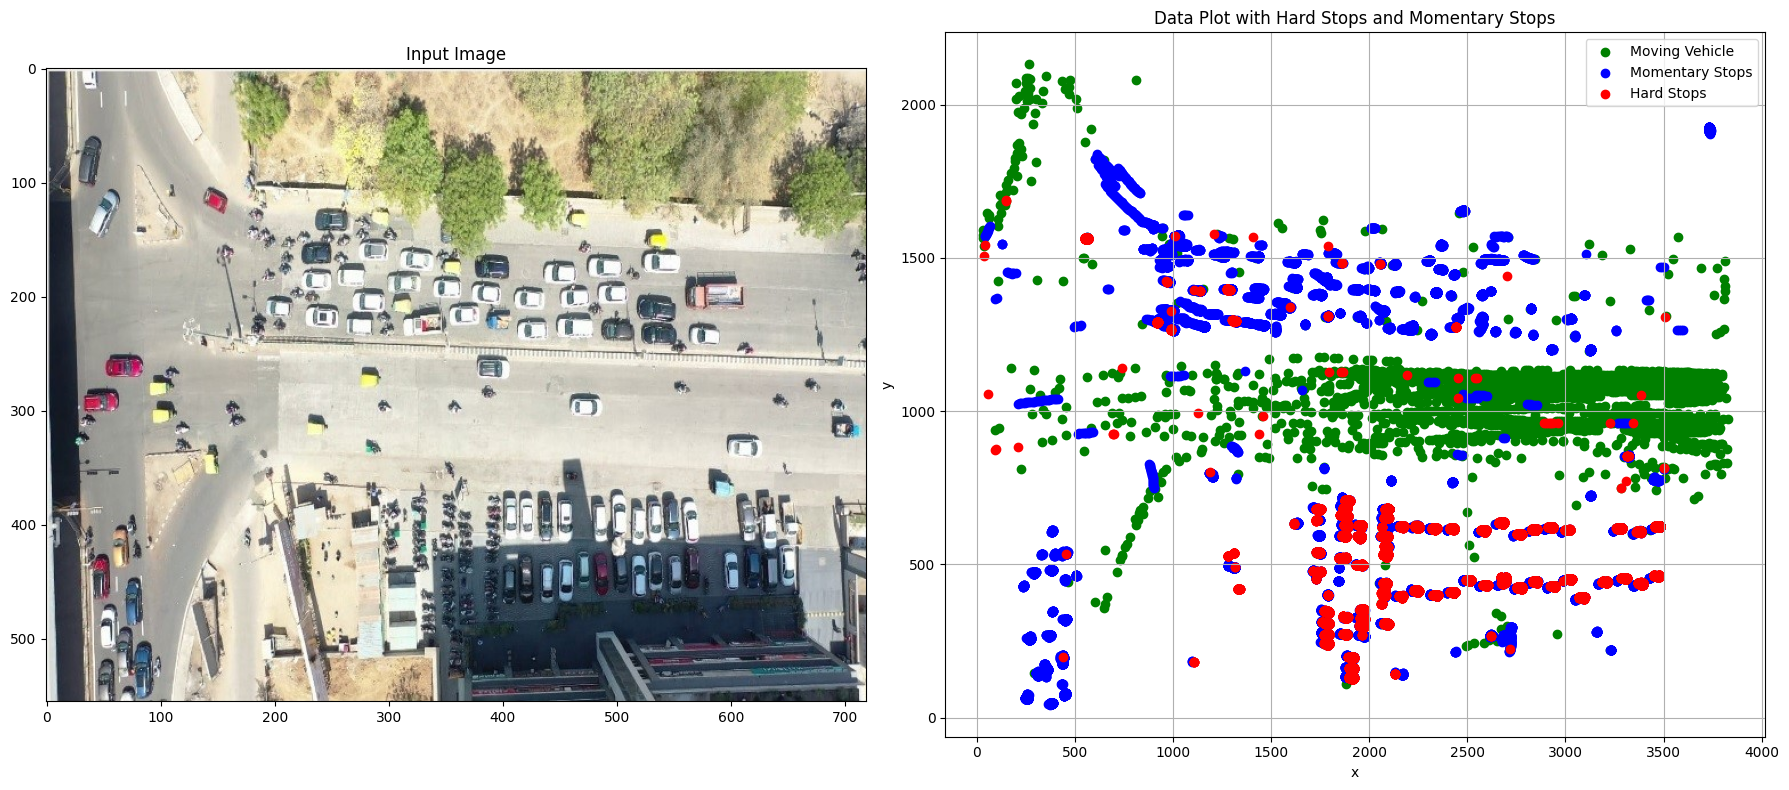 Input Image
0
100
200
300
400
500
0 100 200 300 400 500 600 700
Data Plot with Hard Stops and Momentary Stops
Moving Vehicle
Momentary Stops
Hard Stops
2000
1500
1000
500
0
y
0 500 1000 1500 2000 2500 3000 3500 4000
x